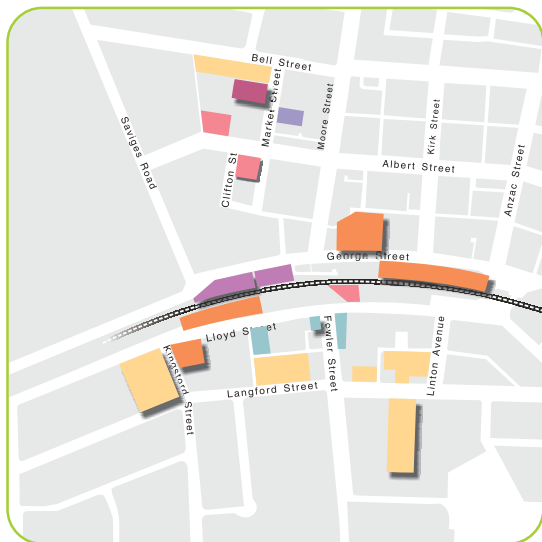 Bell Street
Market Street
Moore Street
Kirk Street
Saviges Road
Albert Street
Anzac Street
Clifton St
George Street
Lloyd Street
Fowler Street
Kingsford Street
Linton Avenue
Langford Street